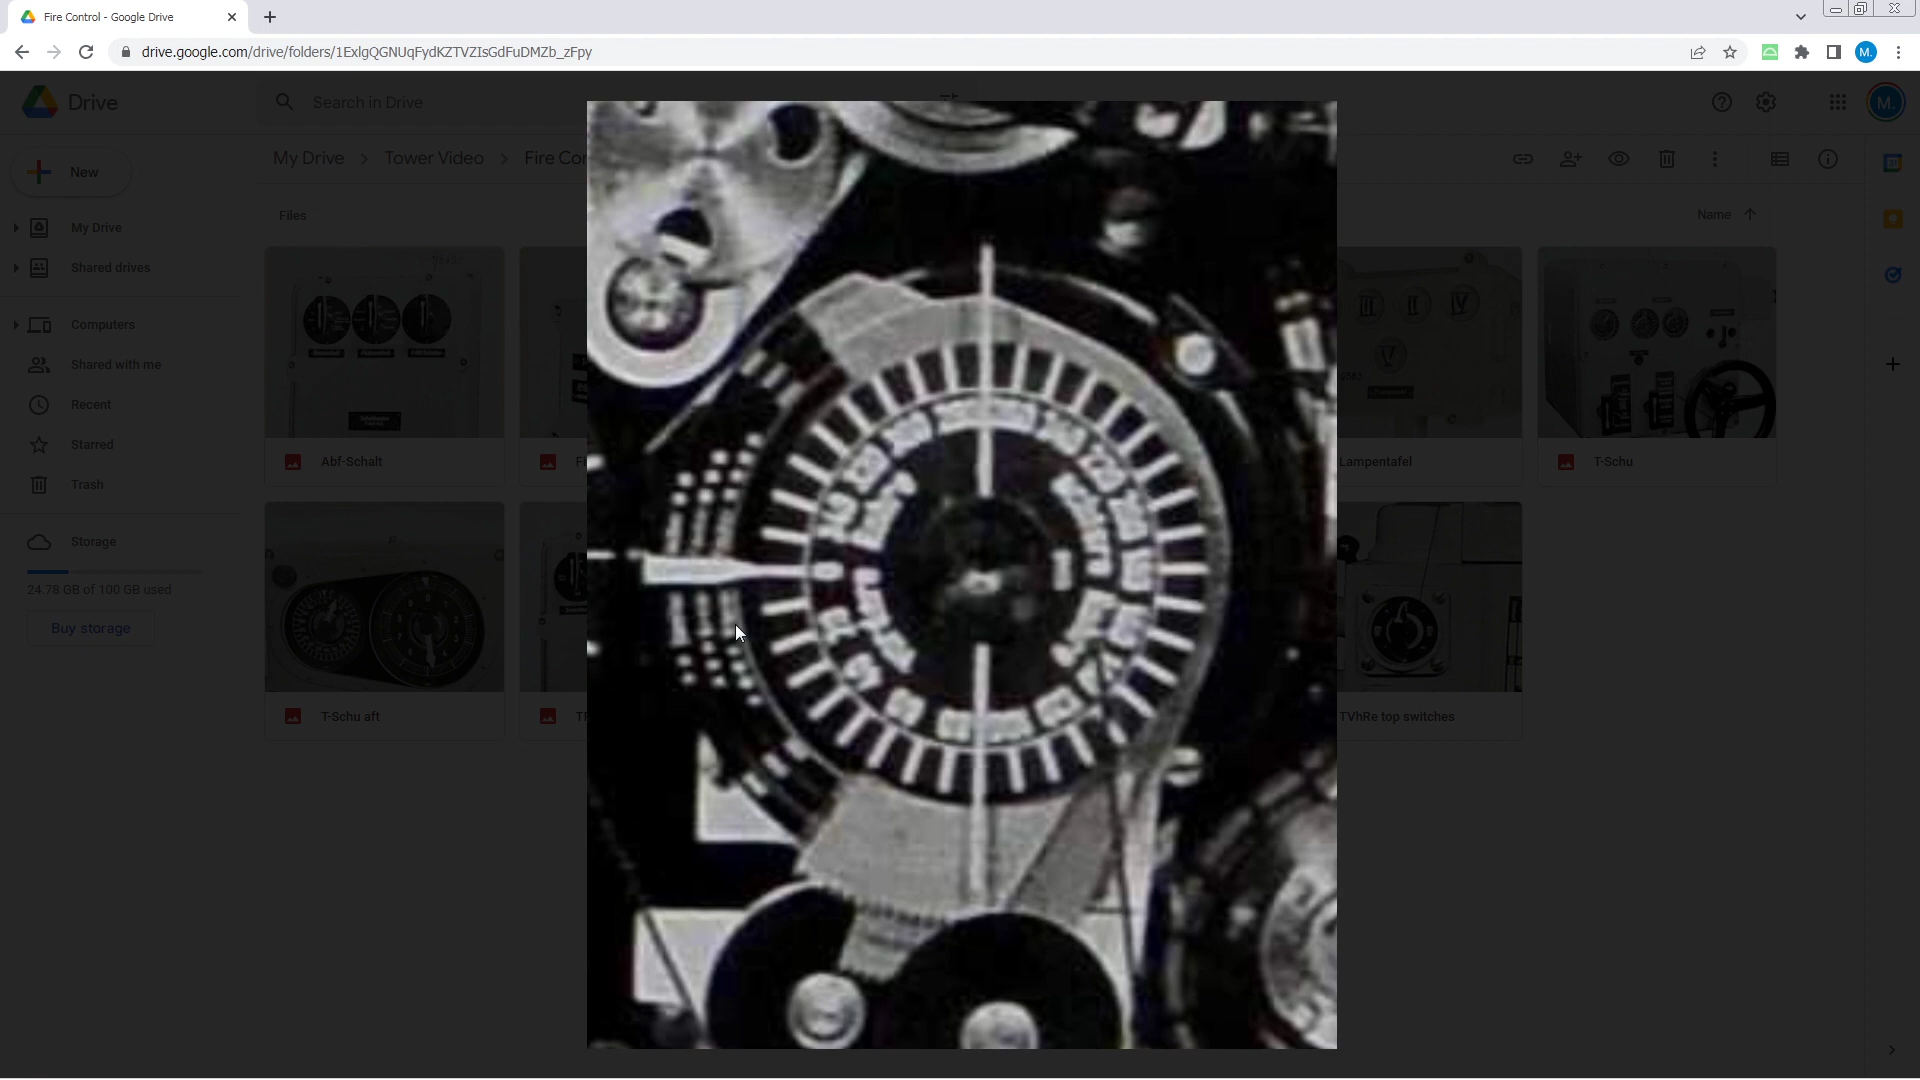 Fire Control - Google Drive
drive.google.com/drive/folders/1ExlgQGNUqFydKZTVZIsGdFuDMZb_zFpy
M.
Drive
Search in Drive
M.
My Drive
Tower Video
Fire Con
New
Files
Name
My Drive
Shared drives
Computers
Shared with me
Recent
Starred
Trash
Storage
24.78 GB of 100 GB used
Buy storage
Abf-Schalt
Lampentafel
T-Schu
T-Schu aft
TVhRe top switches